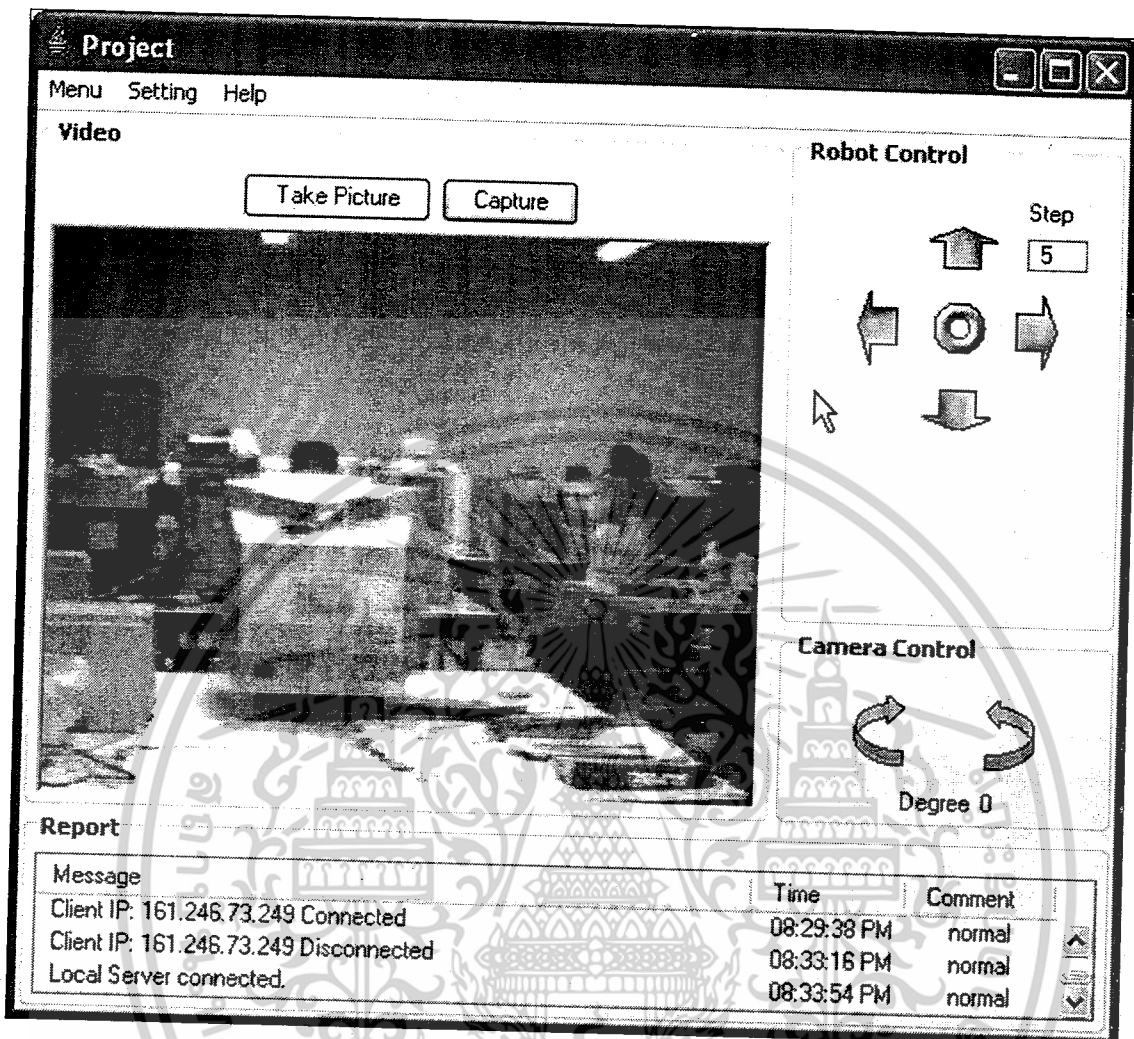 Project
Menu Setting Help
Video
Take Picture Capture
Robot Control
Step
5
Camera Control
Degree 0
Report
Message Time Comment
Client IP: 161.246.73.249 Connected 08:29:38 PM normal
Client IP: 161.246.73.249 Disconnected 08:33:16 PM normal
Local Server connected. 08:33:54 PM normal